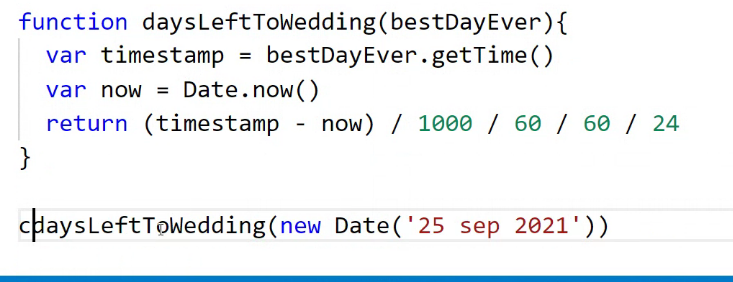 function daysLeftToWedding(bestDayEver){
  var timestamp = bestDayEver.getTime()
  var now = Date.now()
  return (timestamp - now) / 1000 / 60 / 60 / 24
}
cdaysLeftToWedding(new Date('25 sep 2021'))